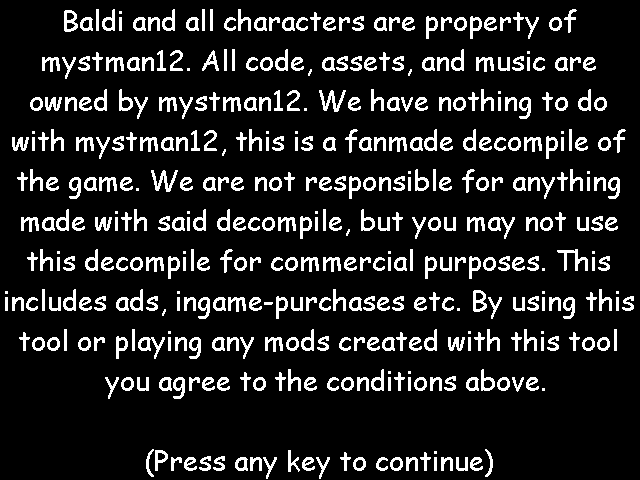 Baldi and all characters are property of
mystman12. All code, assets, and music are
owned by mystman12. We have nothing to do
with mystman12, this is a fanmade decompile of
the game. We are not responsible for anything
made with said decompile, but you may not use
this decompile for commercial purposes. This
includes ads, ingame-purchases etc. By using this
tool or playing any mods created with this tool
you agree to the conditions above.
(Press any key to continue)